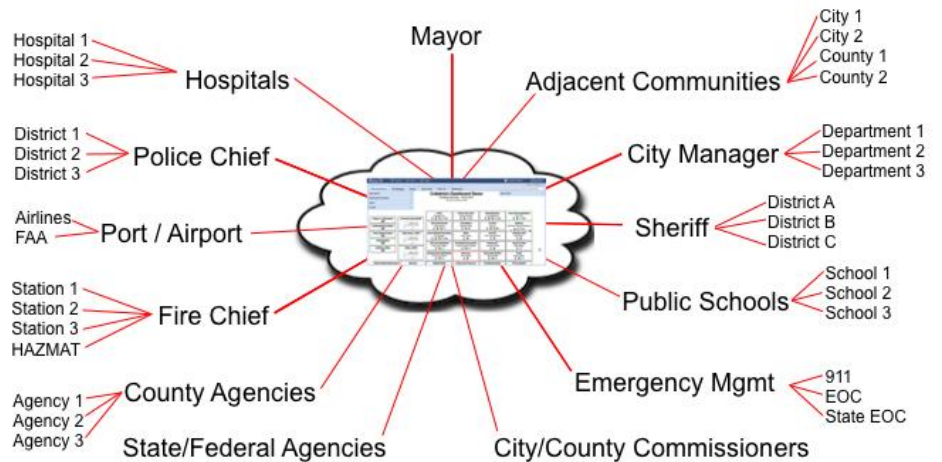 Mayor
Hospital 1
Hospital 2
Hospital 3
Hospitals
Adjacent Communities
City 1
City 2
County 1
County 2
District 1
District 2
District 3
Police Chief
City Manager
Department 1
Department 2
Department 3
Airlines
FAA
Port / Airport
Sheriff
District A
District B
District C
Station 1
Station 2
Station 3
HAZMAT
Fire Chief
Public Schools
School 1
School 2
School 3
Agency 1
Agency 2
Agency 3
County Agencies
Emergency Mgmt
911
EOC
State EOC
State/Federal Agencies
City/County Commissioners